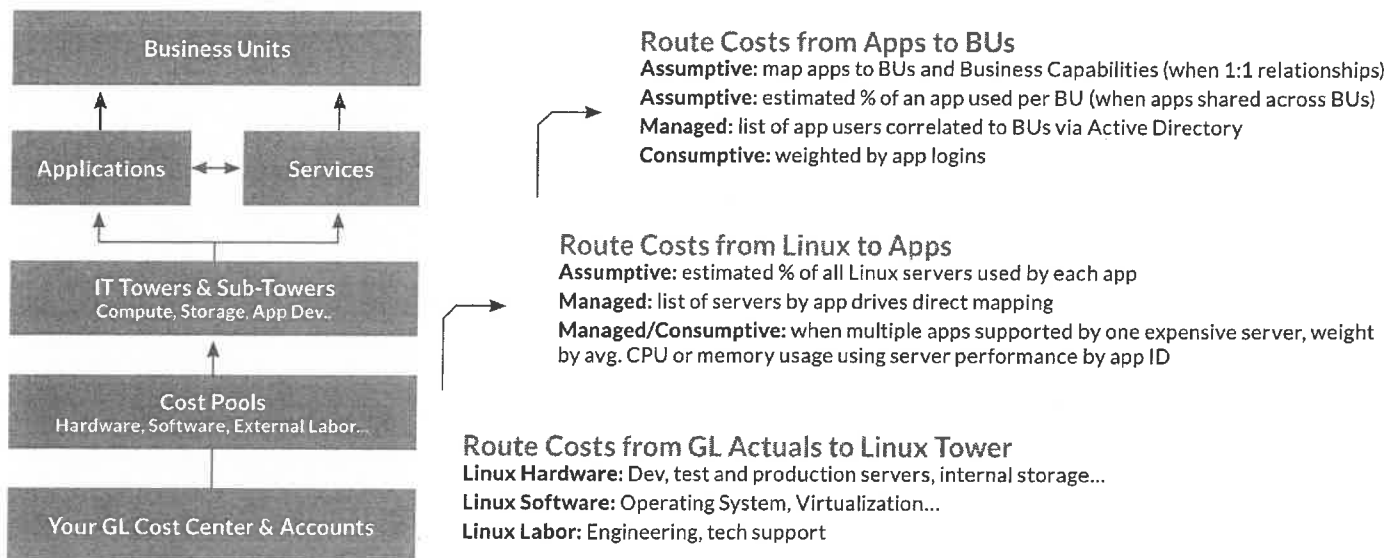 Business Units
Applications
Services
IT Towers & Sub-Towers
Compute, Storage, App Dev..
Cost Pools
Hardware, Software, External Labor...
Your GL Cost Center & Accounts
Route Costs from Apps to BUs
Assumptive: map apps to BUs and Business Capabilities (when 1:1 relationships)
Assumptive: estimated % of an app used per BU (when apps shared across BUs)
Managed: list of app users correlated to BUs via Active Directory
Consumptive: weighted by app logins
Route Costs from Linux to Apps
Assumptive: estimated % of all Linux servers used by each app
Managed: list of servers by app drives direct mapping
Managed/Consumptive: when multiple apps supported by one expensive server, weight
by avg. CPU or memory usage using server performance by app ID
Route Costs from GL Actuals to Linux Tower
Linux Hardware: Dev, test and production servers, internal storage...
Linux Software: Operating System, Virtualization...
Linux Labor: Engineering, tech support